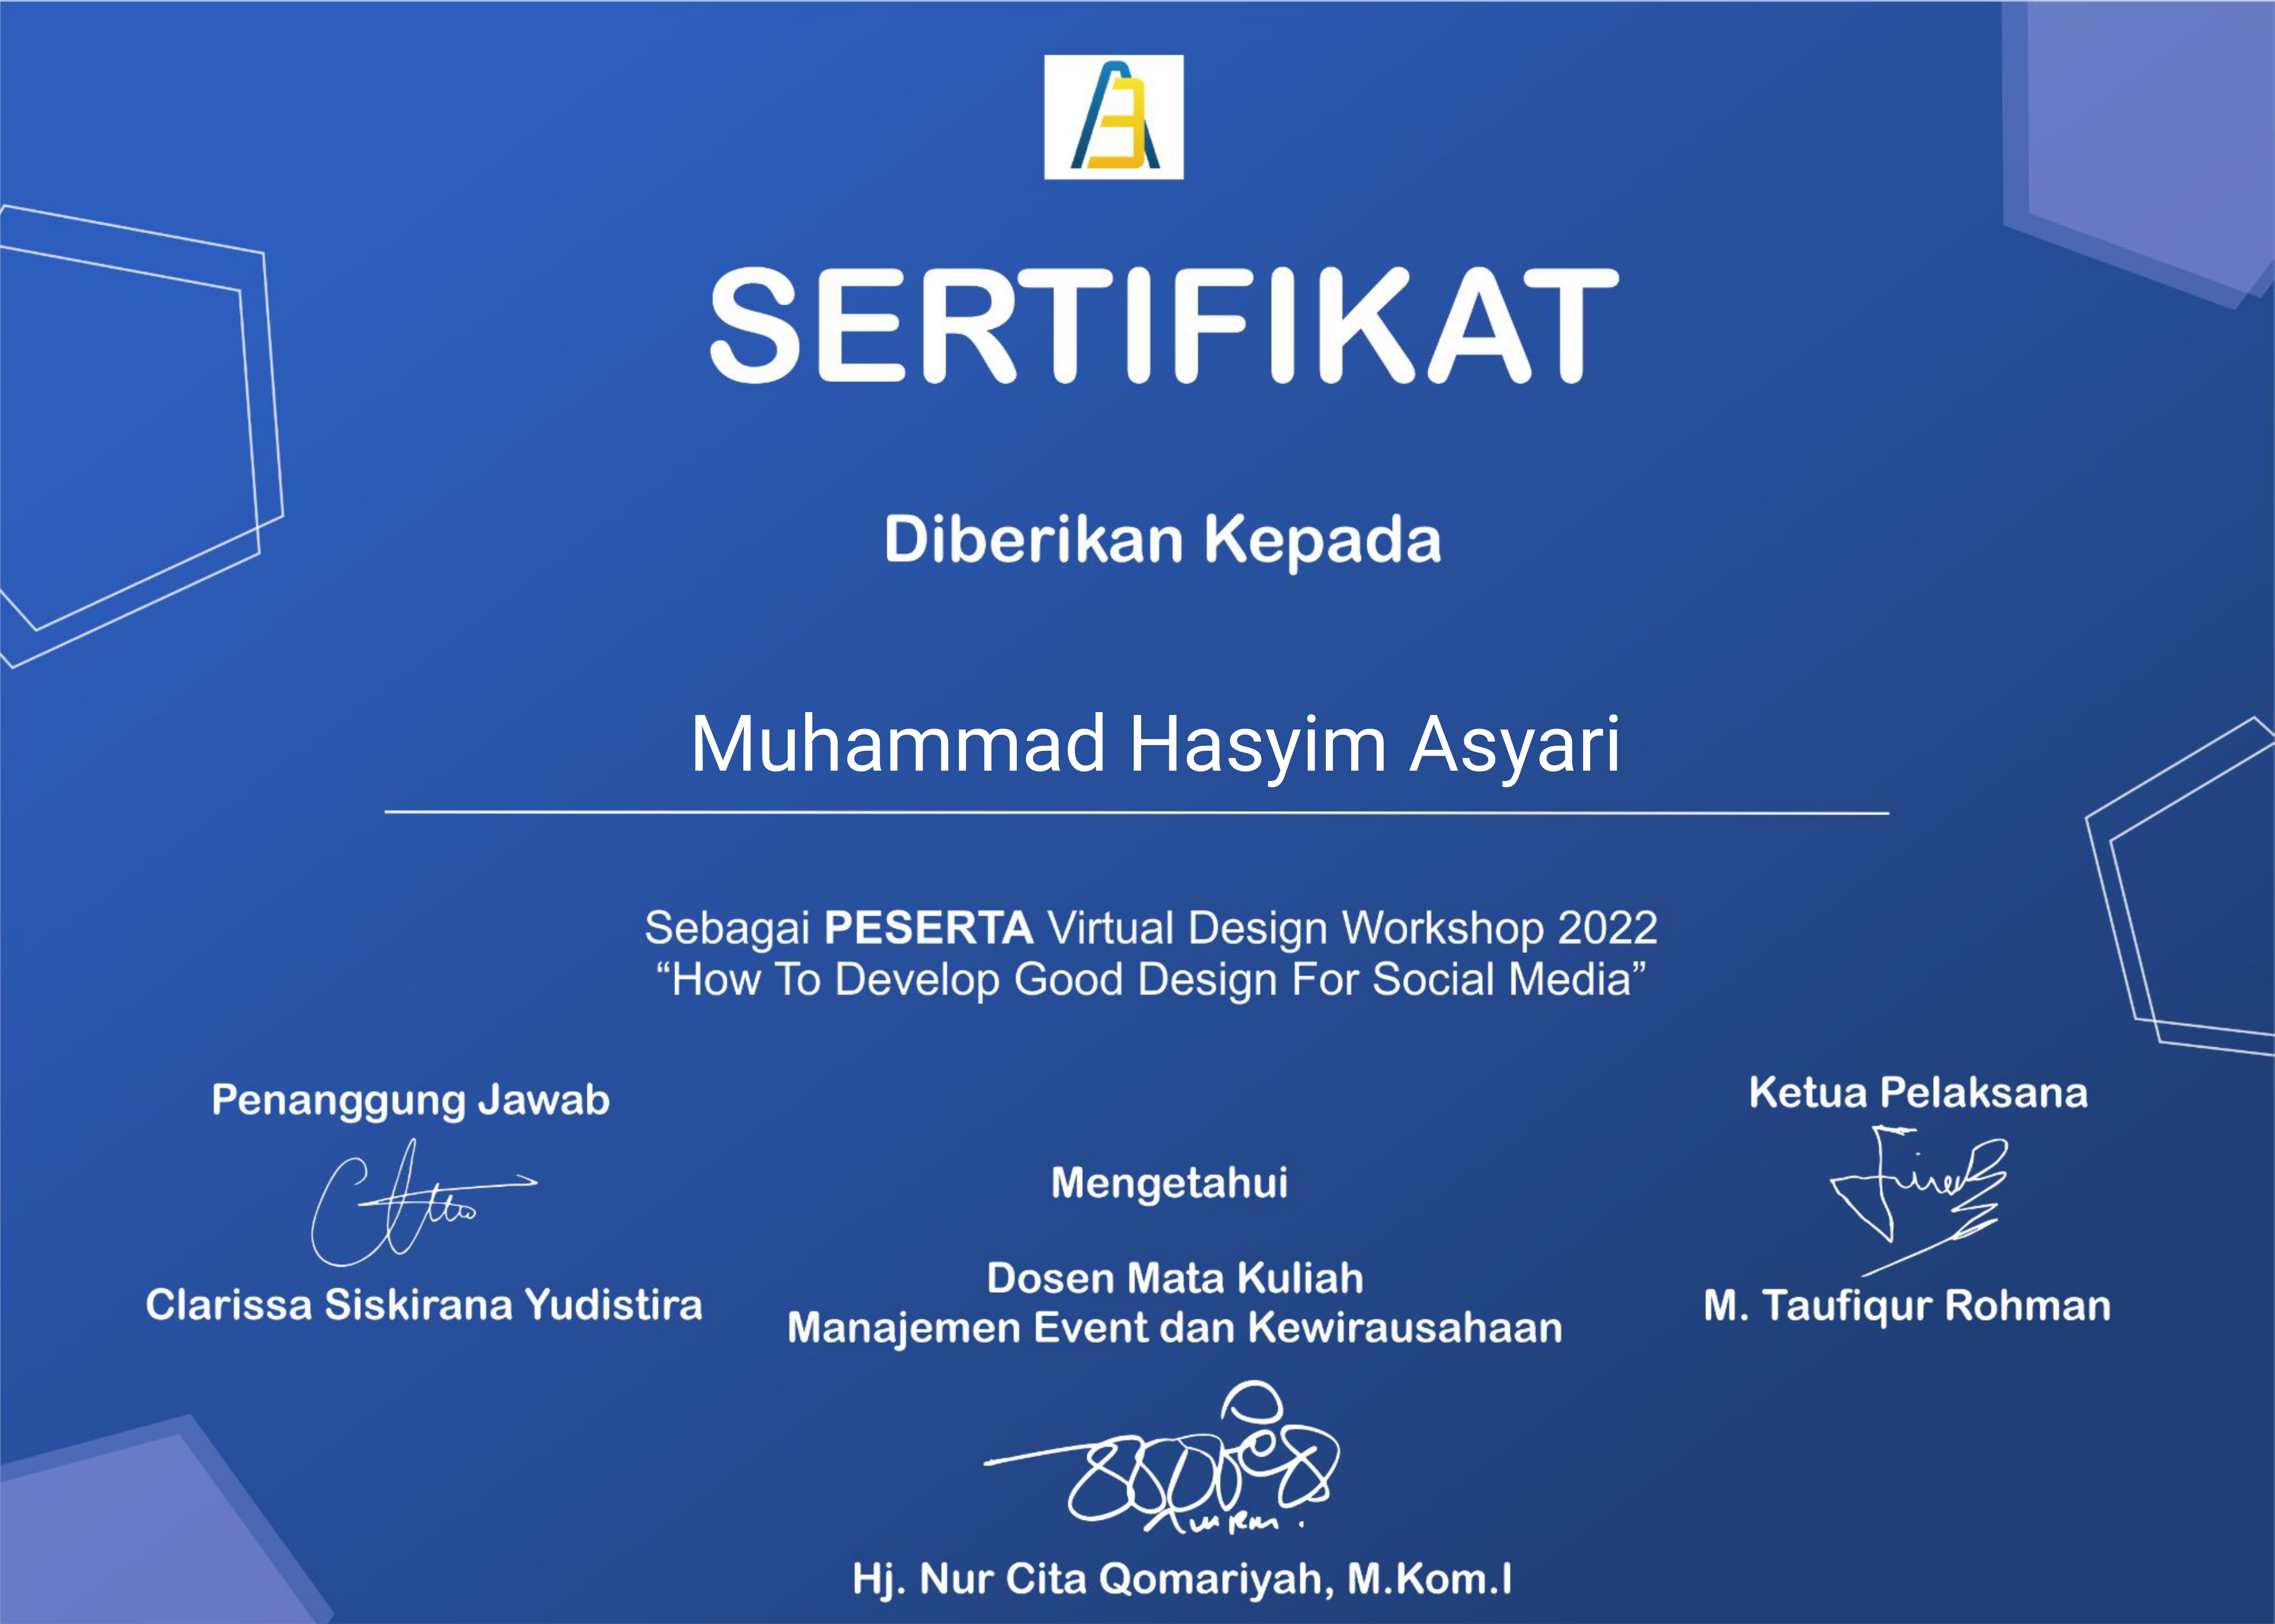 SERTIFIKAT
Diberikan Kepada
Muhammad Hasyim Asyari
Sebagai PESERTA Virtual Design Workshop 2022
“How To Develop Good Design For Social Media”
Penanggung Jawab
Clarissa Siskirana Yudistira
Mengetahui
Dosen Mata Kuliah
Manajemen Event dan Kewirausahaan
Hj. Nur Cita Qomariyah, M.Kom.I
Ketua Pelaksana
M. Taufiqur Rohman